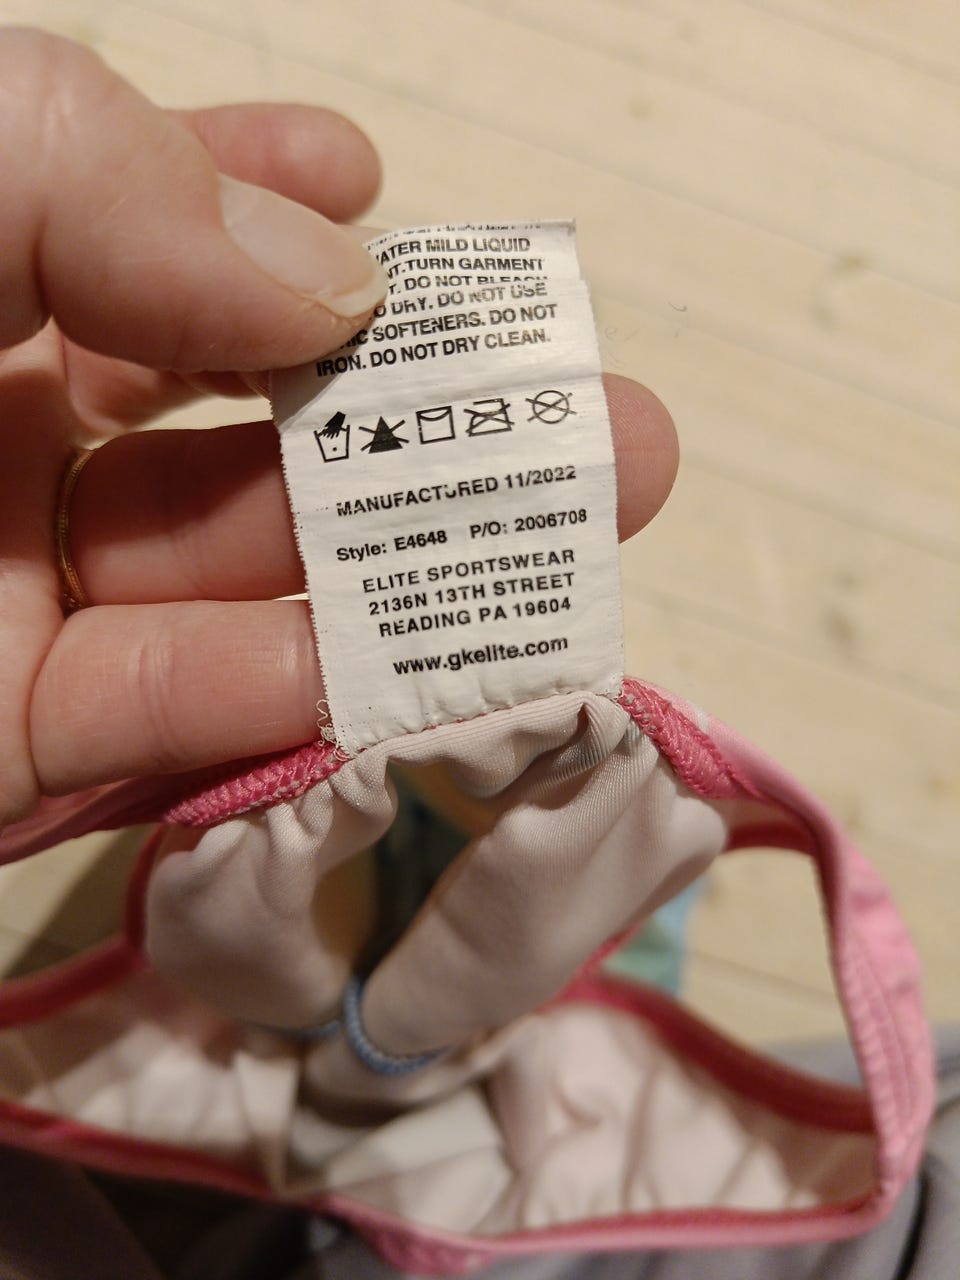 MILD LIQUID
TURN GARMENT
DO NOT BLEACH
DRY. DO NOT USE
SOFTENERS. DO NOT
IRON. DO NOT DRY CLEAN.
MANUFACTURED 11/2022
Style: E4648 P/O: 2006708
ELITE SPORTSWEAR
2136N 13TH STREET
READING PA 19604
www.gkelite.com